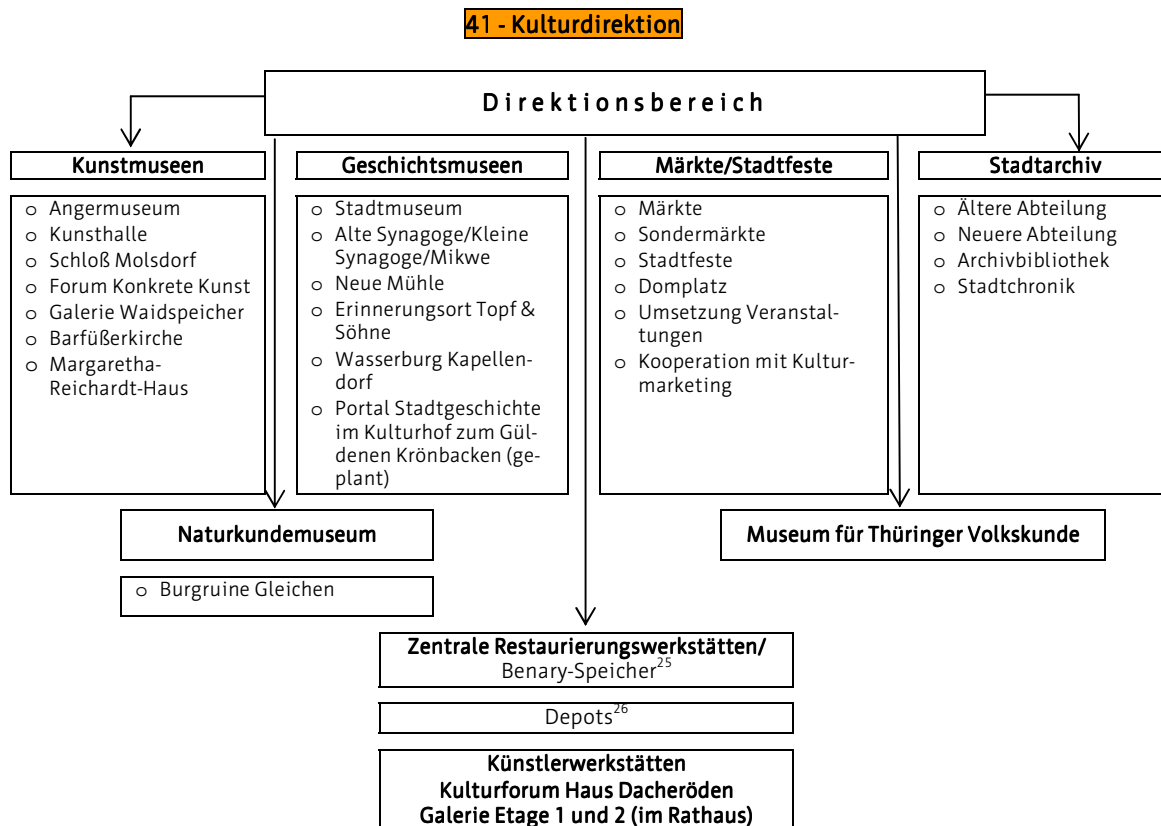 41 - Kulturdirektion
Direktionsbereich
Kunstmuseen
o Angermuseum
o Kunsthalle
o Schloß Molsdorf
o Forum Konkrete Kunst
o Galerie Waidspeicher
o Barfüßerkirche
o Margaretha-
Reichardt-Haus
Geschichtsmuseen
o Stadtmuseum
o Alte Synagoge/Kleine
Synagoge/Mikwe
o Neue Mühle
o Erinnerungsort Topf &
Söhne
o Wasserburg Kapellen-
dorf
o Portal Stadtgeschichte
im Kulturhof zum Gül-
denen Krönbacken (ge-
plant)
Märkte/Stadtfeste
o Märkte
o Sondermärkte
o Stadtfeste
o Domplatz
o Umsetzung Veranstal-
tungen
o Kooperation mit Kultur-
marketing
Stadtarchiv
o Ältere Abteilung
o Neuere Abteilung
o Archivbibliothek
o Stadtchronik
Naturkundemuseum
o Burgruine Gleichen
Museum für Thüringer Volkskunde
Zentrale Restaurierungswerkstätten/
Benary-Speicher25
Depots26
Künstlerwerkstätten
Kulturforum Haus Dacheröden
Galerie Etage 1 und 2 (im Rathaus)